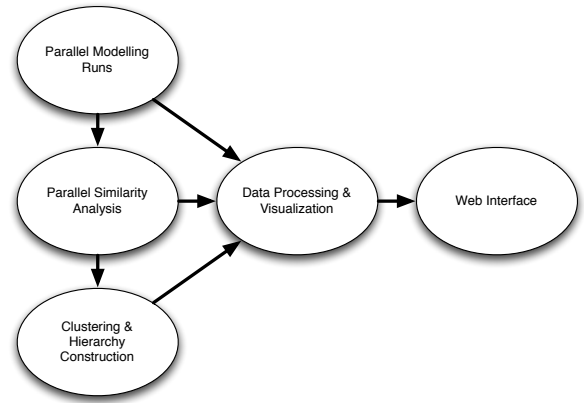 Parallel Modelling
Runs
Parallel Similarity
Analysis
Data Processing &
Visualization
Web Interface
Clustering &
Hierarchy
Construction